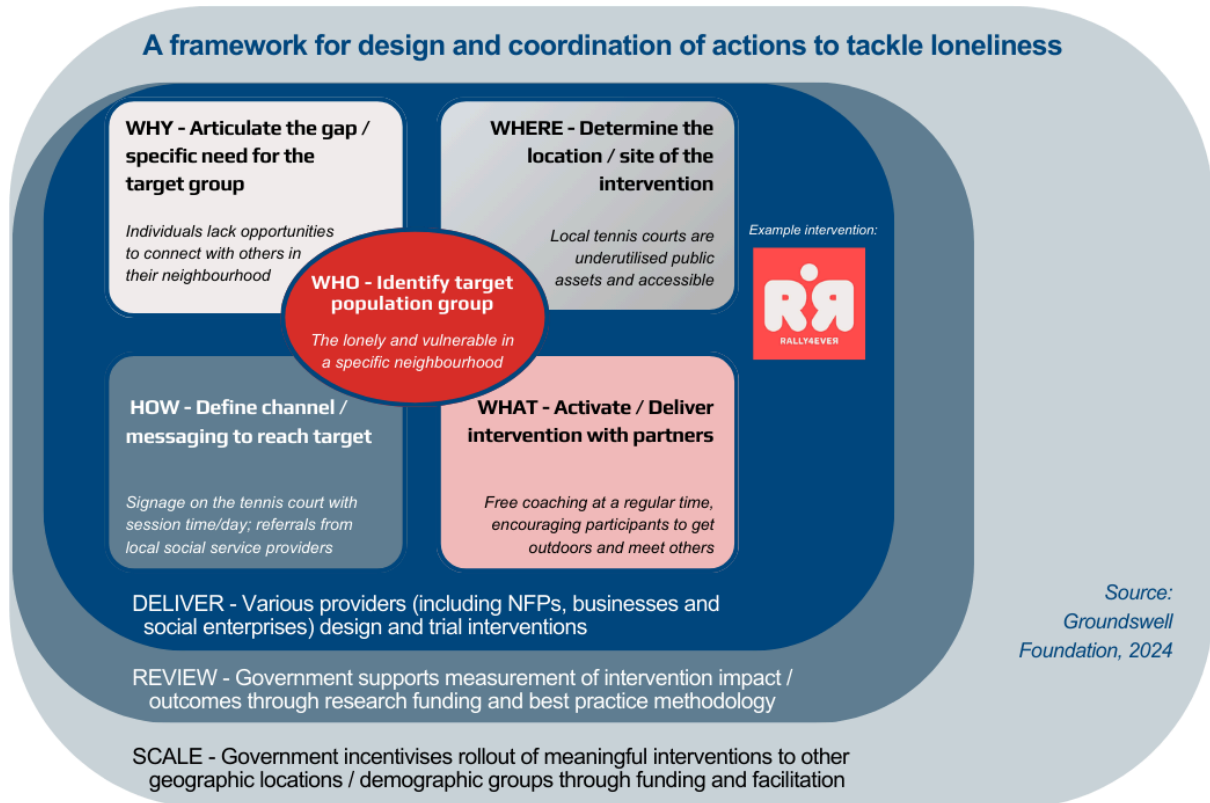 A framework for design and coordination of actions to tackle loneliness
WHY - Articulate the gap /
specific need for the
target group
Individuals lack opportunities
to connect with others in
their neighbourhood
WHERE - Determine the
location / site of the
intervention
Local tennis courts are
underutilised public
assets and accessible
Example intervention:
RR
RALLY4EVER
WHO - Identify target
population group
The lonely and vulnerable in
a specific neighbourhood
HOW - Define channel /
messaging to reach target
Signage on the tennis court with
session time/day; referrals from
local social service providers
WHAT - Activate / Deliver
intervention with partners
Free coaching at a regular time,
encouraging participants to get
outdoors and meet others
DELIVER - Various providers (including NFPs, businesses and
social enterprises) design and trial interventions
REVIEW - Government supports measurement of intervention impact /
outcomes through research funding and best practice methodology
SCALE - Government incentivises rollout of meaningful interventions to other
geographic locations / demographic groups through funding and facilitation
Source:
Groundswell
Foundation, 2024